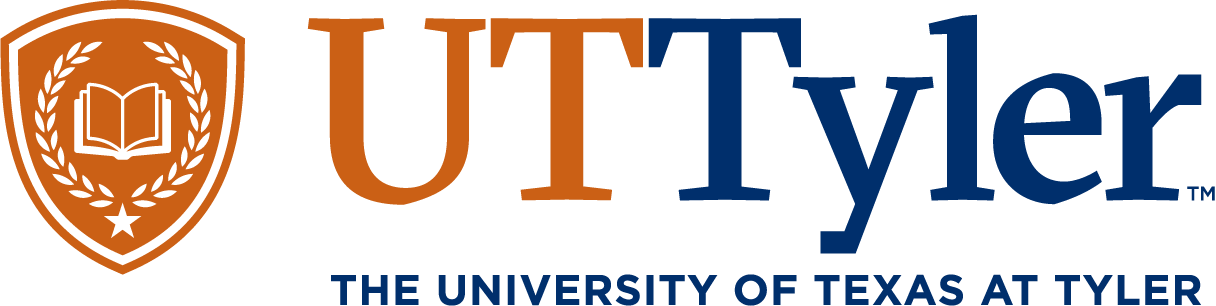 UTTyler™
THE UNIVERSITY OF TEXAS AT TYLER